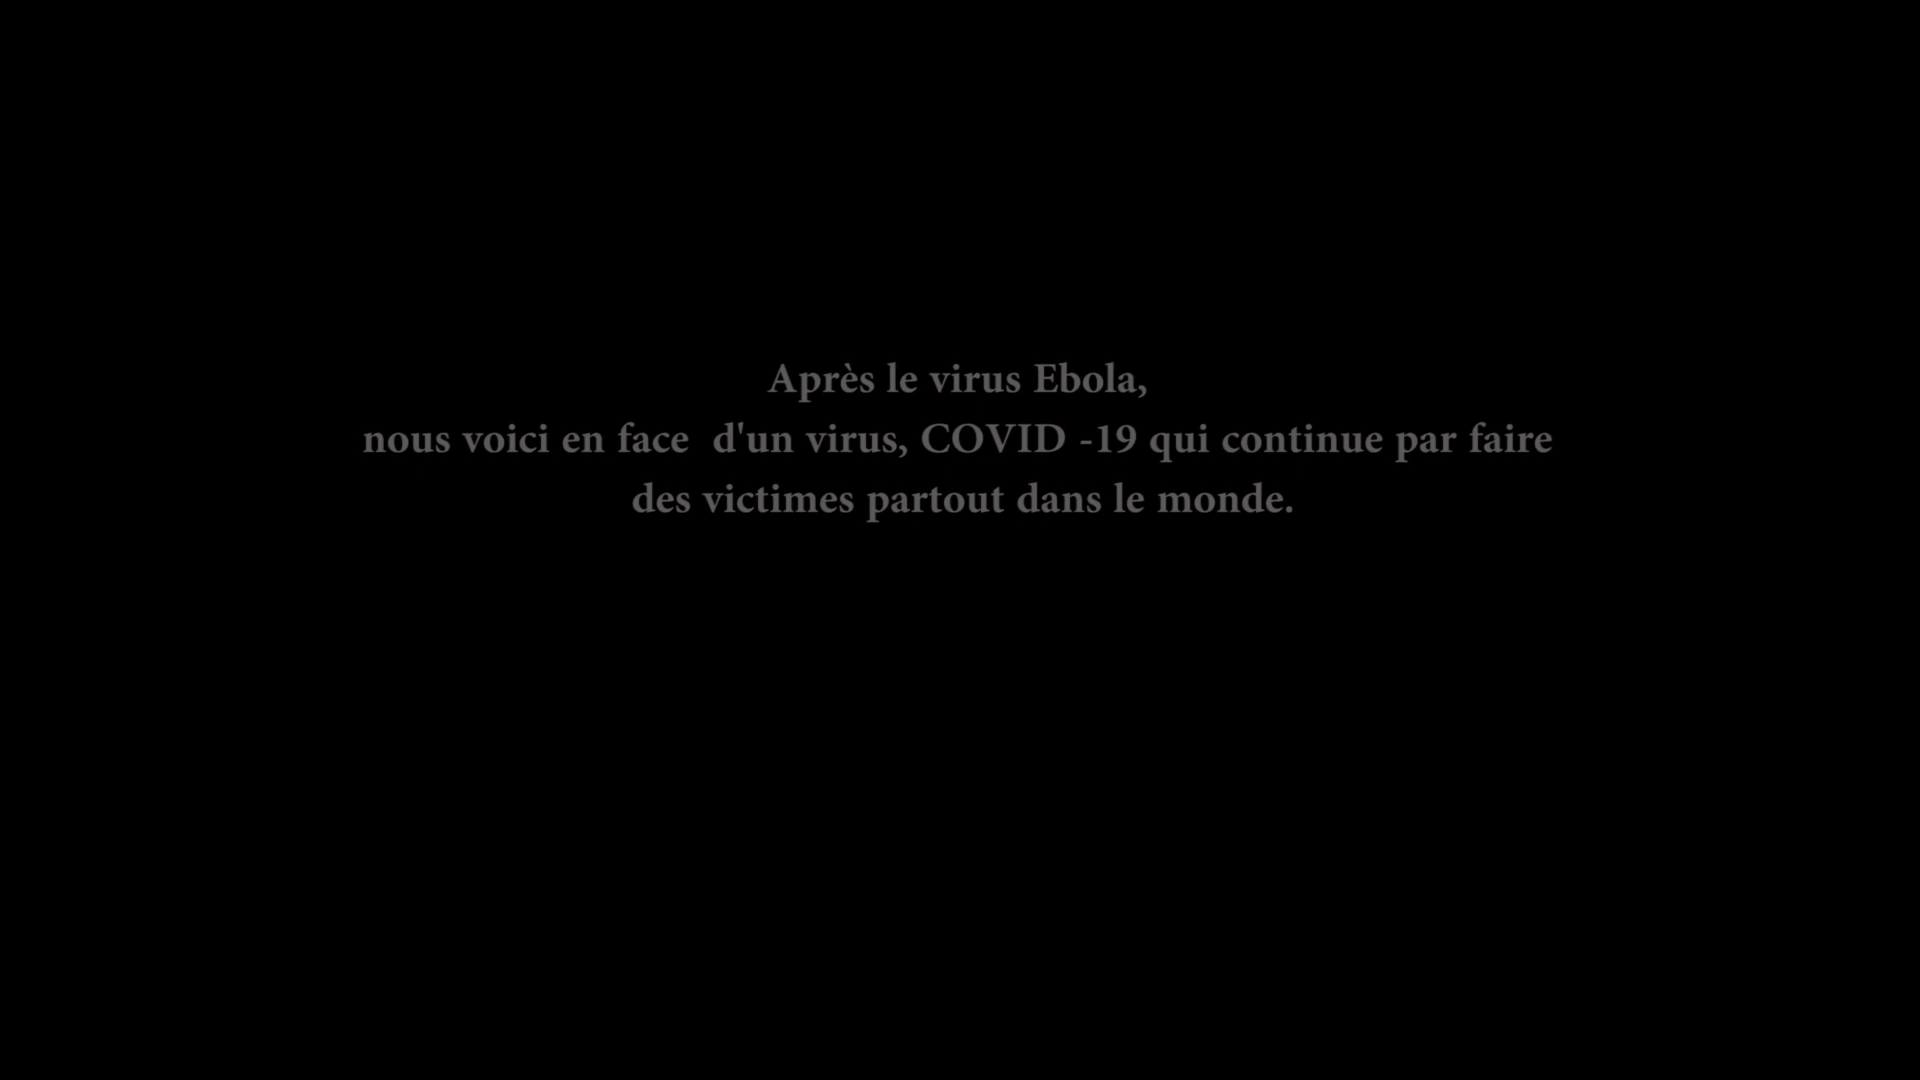 Après le virus Ebola,
nous voici en face  d'un virus, COVID -19 qui continue par faire
des victimes partout dans le monde.